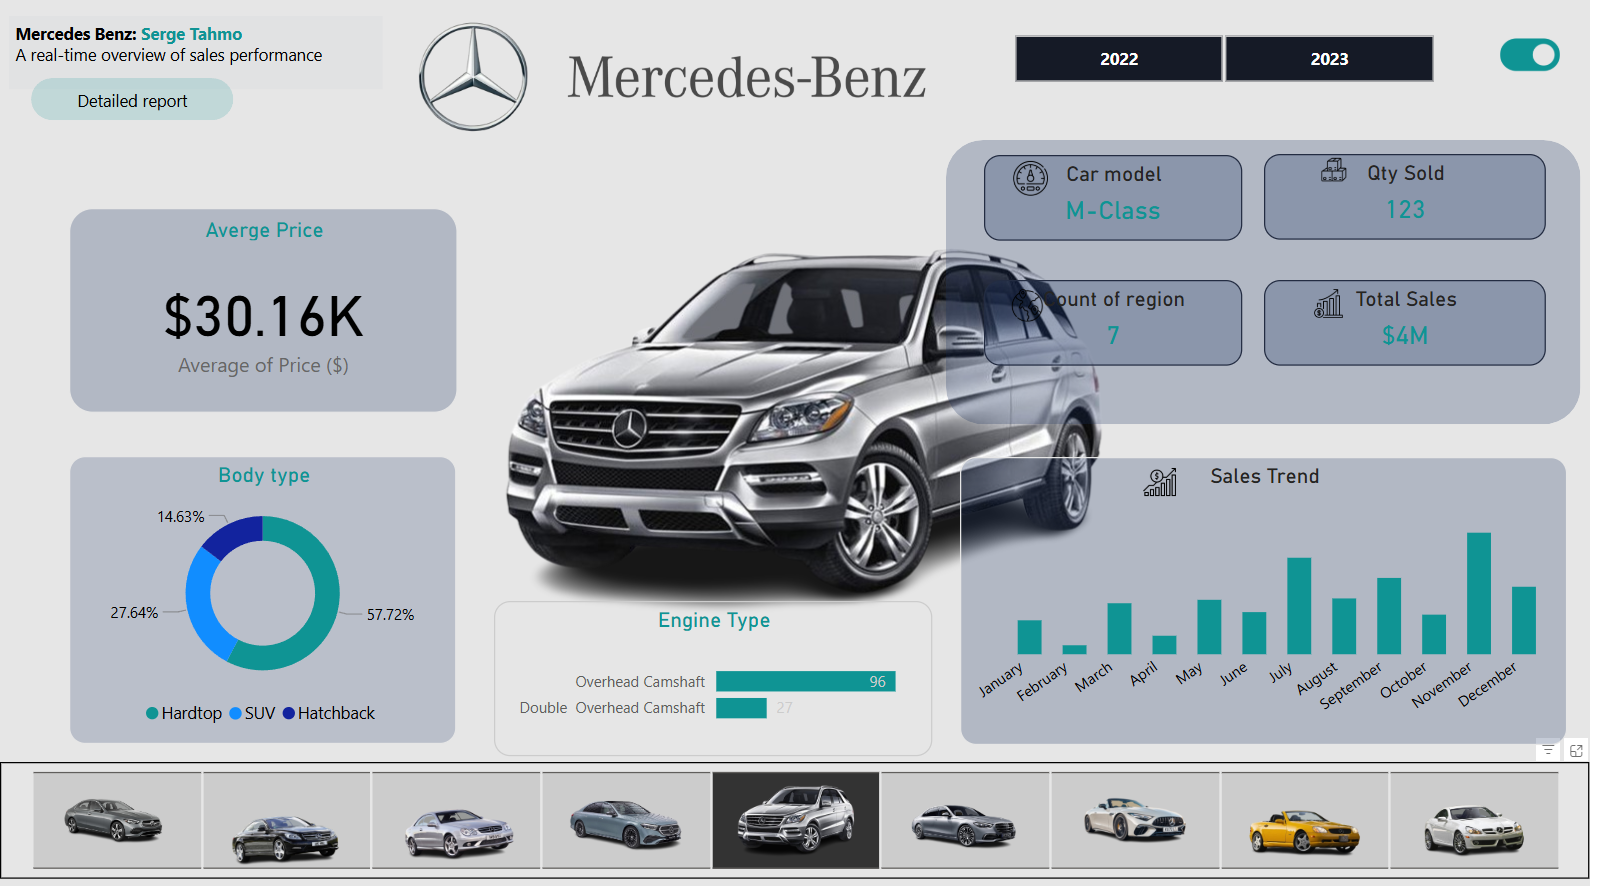 Mercedes Benz: Serge Tahmo
A real-time overview of sales performance
Detailed report
Mercedes-Benz
2022
2023
Car model
M-Class
Qty Sold
123
ount of region
7
Total Sales
$4M
Averge Price
$30.16K
Average of Price ($)
Body type
14.63%
27.64%
57.72%
Hardtop SUV Hatchback
Engine Type
Overhead Camshaft 96
Double Overhead Camshaft 27
Sales Trend
January February March April May June July August September October November December